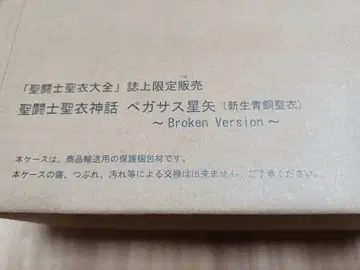 「聖闘士聖衣大全」誌上限定販売
聖闘士聖衣神話 ペガサス星矢（新生青銅聖衣）
～Broken Version～
本ケースは、商品輸送用の保護梱包材です。
本ケースの傷、つぶれ、汚れ等による交換は出来ません。ご了承ください。